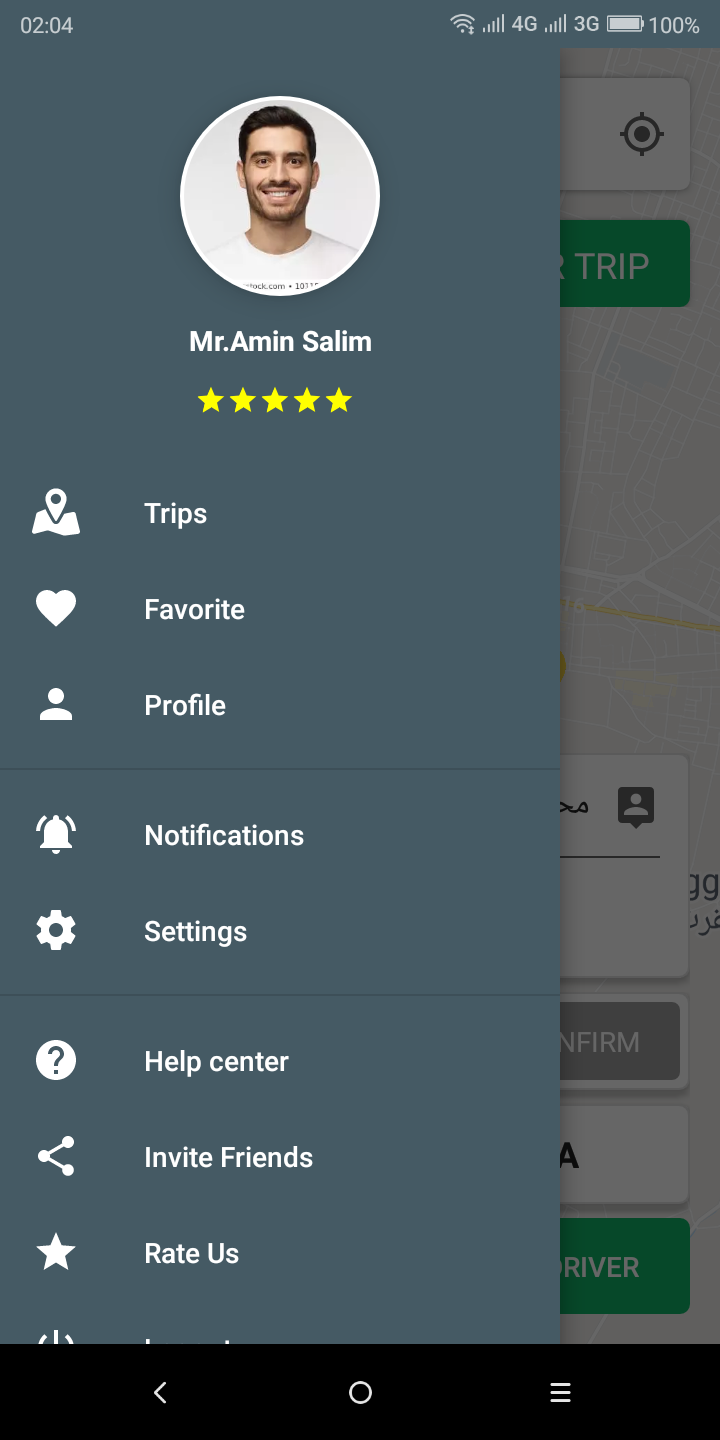 02:04 4G 3G 100%
R TRIP
Mr.Amin Salim
Trips
Favorite
Profile
Notifications
Settings
Help center
Invite Friends
Rate Us
NFIRM
A
DRIVER